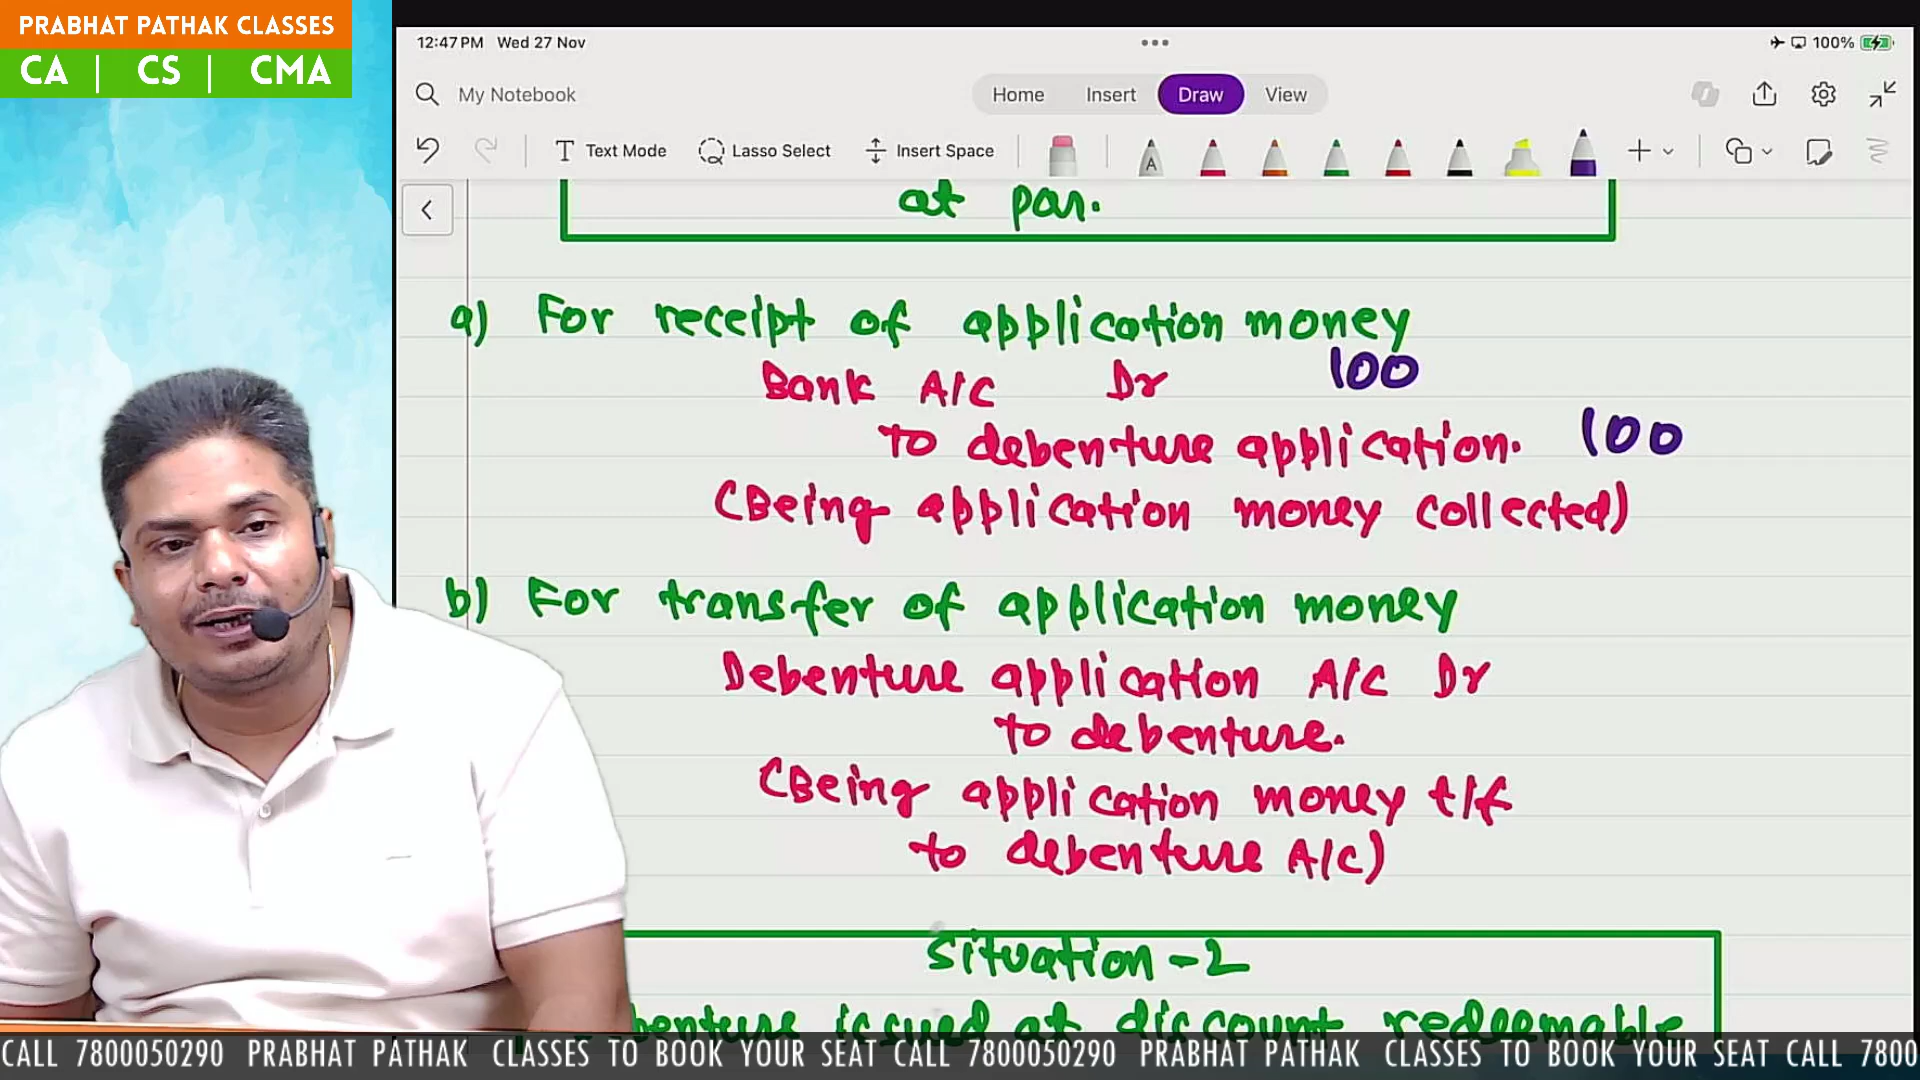 PRABHAT PATHAK CLASSES
CA | CS | CMA
12:47 PM Wed 27 Nov
100%
My Notebook
Home Insert Draw View
Text Mode Lasso Select Insert Space
A
at par.
a) For receipt of application money
Bank A/C Dr 100
To debenture application. 100
(Being application money collected)
b) For transfer of application money
Debenture application A/C Dr
To debenture.
(Being application money t/f
to debenture A/C)
Situation - 2
issued at discount redeemable
CALL 7800050290 PRABHAT PATHAK CLASSES TO BOOK YOUR SEAT CALL 7800050290 PRABHAT PATHAK CLASSES TO BOOK YOUR SEAT CALL 7800